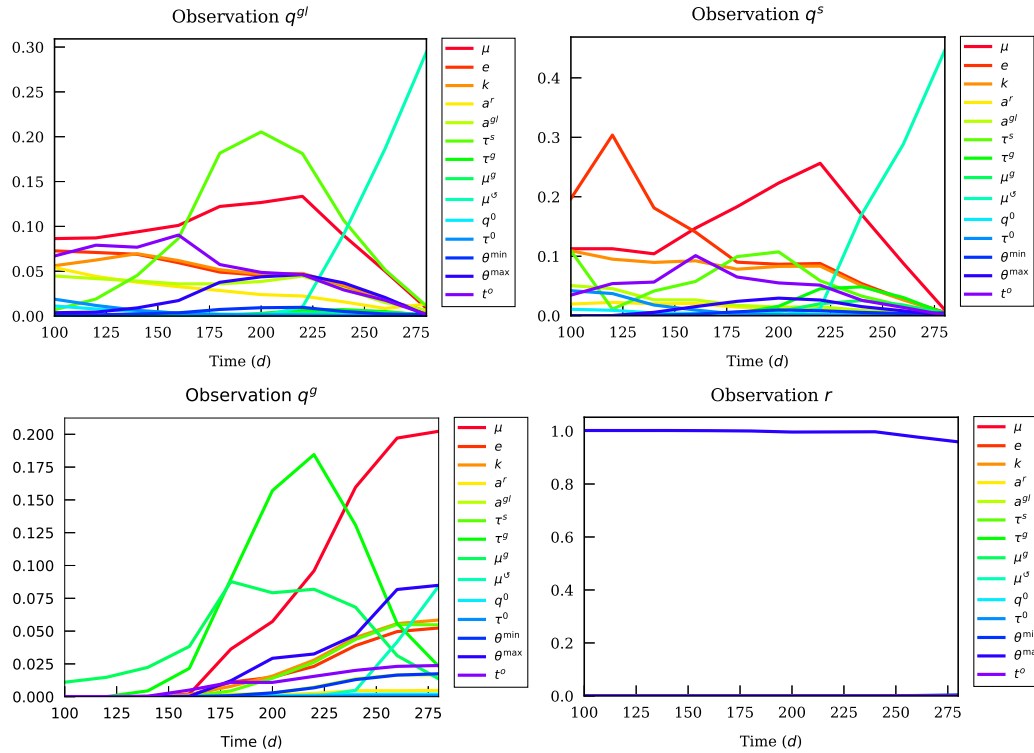 Observation q^gl
0.30
0.25
0.20
0.15
0.10
0.05
0.00
100 125 150 175 200 225 250 275
Time (d)
μ
e
k
a^r
a^gl
τ^s
τ^g
μ^g
μ^↺
q^0
τ^0
θ^min
θ^max
t^o
Observation q^s
0.4
0.3
0.2
0.1
0.0
100 125 150 175 200 225 250 275
Time (d)
μ
e
k
a^r
a^gl
τ^s
τ^g
μ^g
μ^↺
q^0
τ^0
θ^min
θ^max
t^o
Observation q^g
0.200
0.175
0.150
0.125
0.100
0.075
0.050
0.025
0.000
100 125 150 175 200 225 250 275
Time (d)
μ
e
k
a^r
a^gl
τ^s
τ^g
μ^g
μ^↺
q^0
τ^0
θ^min
θ^max
t^o
Observation r
1.0
0.8
0.6
0.4
0.2
0.0
100 125 150 175 200 225 250 275
Time (d)
μ
e
k
a^r
a^gl
τ^s
τ^g
μ^g
μ^↺
q^0
τ^0
θ^min
θ^ma
t^o